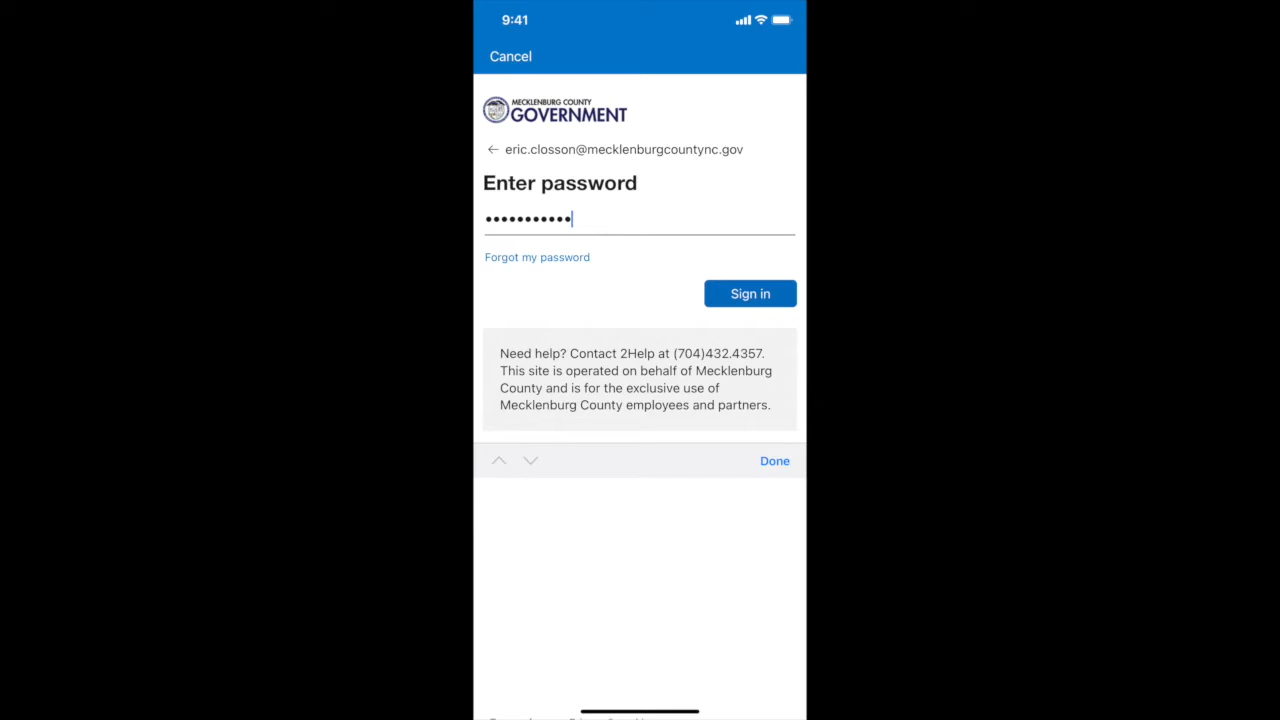 9:41
Cancel
MECKLENBURG COUNTY
GOVERNMENT
eric.closson@mecklenburgcountync.gov
Enter password
•••••••••••
Forgot my password
Sign in
Need help? Contact 2Help at (704)432.4357.
This site is operated on behalf of Mecklenburg
County and is for the exclusive use of
Mecklenburg County employees and partners.
Done